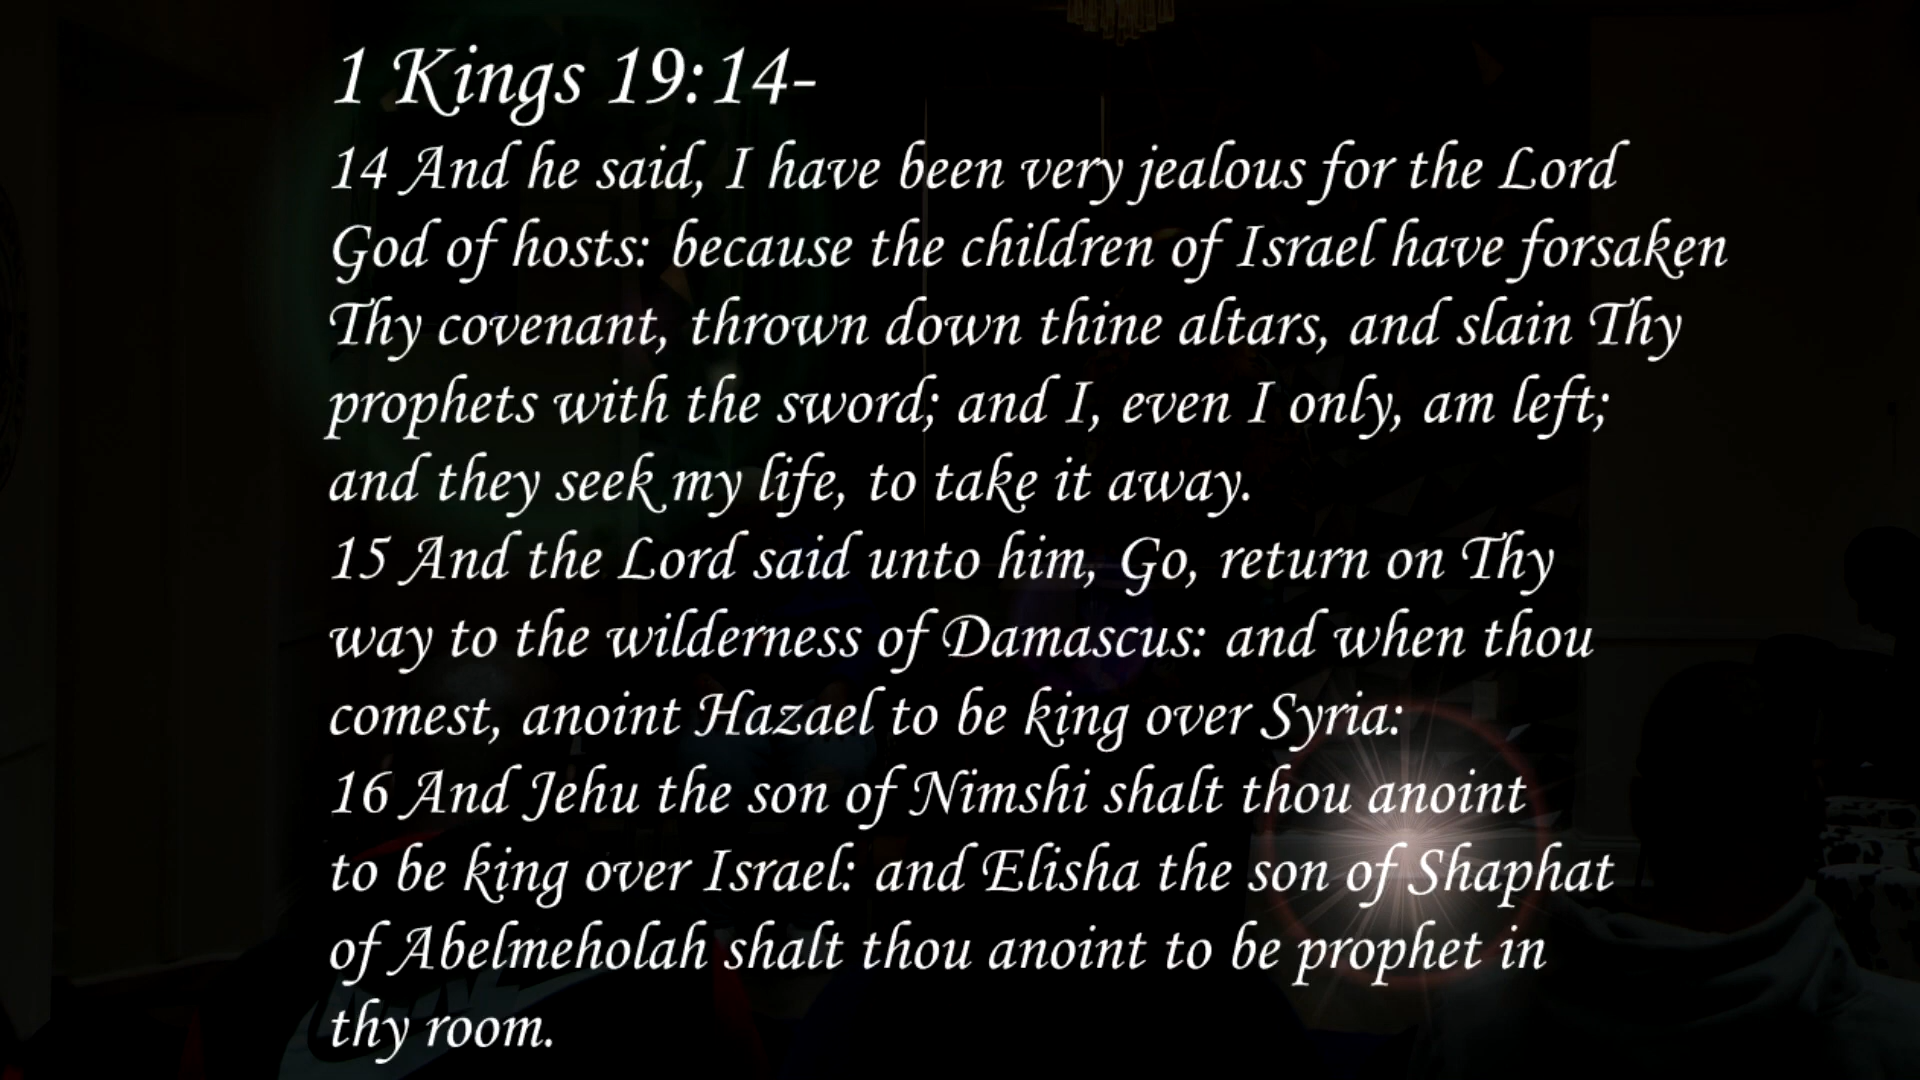 1 Kings 19:14-
14 And he said, I have been very jealous for the Lord
God of hosts: because the children of Israel have forsaken
Thy covenant, thrown down thine altars, and slain Thy
prophets with the sword; and I, even I only, am left;
and they seek my life, to take it away.
15 And the Lord said unto him, Go, return on Thy
way to the wilderness of Damascus: and when thou
comest, anoint Hazael to be king over Syria:
16 And Jehu the son of Nimshi shalt thou anoint
to be king over Israel: and Elisha the son of Shaphat
of Abelmeholah shalt thou anoint to be prophet in
thy room.